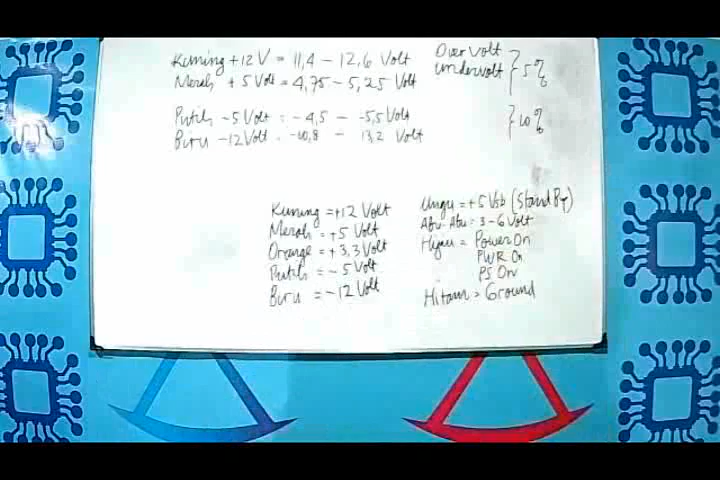 Kuning +12 V = 11,4 – 12,6 Volt
Merah +5 Volt = 4,75 – 5,25 Volt
Over Volt
Undervolt } 5%
Putih –5 Volt = –4,5 – –5,5 Volt
Biru –12 Volt = –10,8 – 13,2 Volt
} 10%
Kuning = +12 Volt
Merah = +5 Volt
Orange = +3,3 Volt
Putih = –5 Volt
Biru = –12 Volt
Ungu = +5 Vsb (Stand By)
Abu-Abu = 3–6 Volt
Hijau = Power On
PWR On
PS On
Hitam = Ground